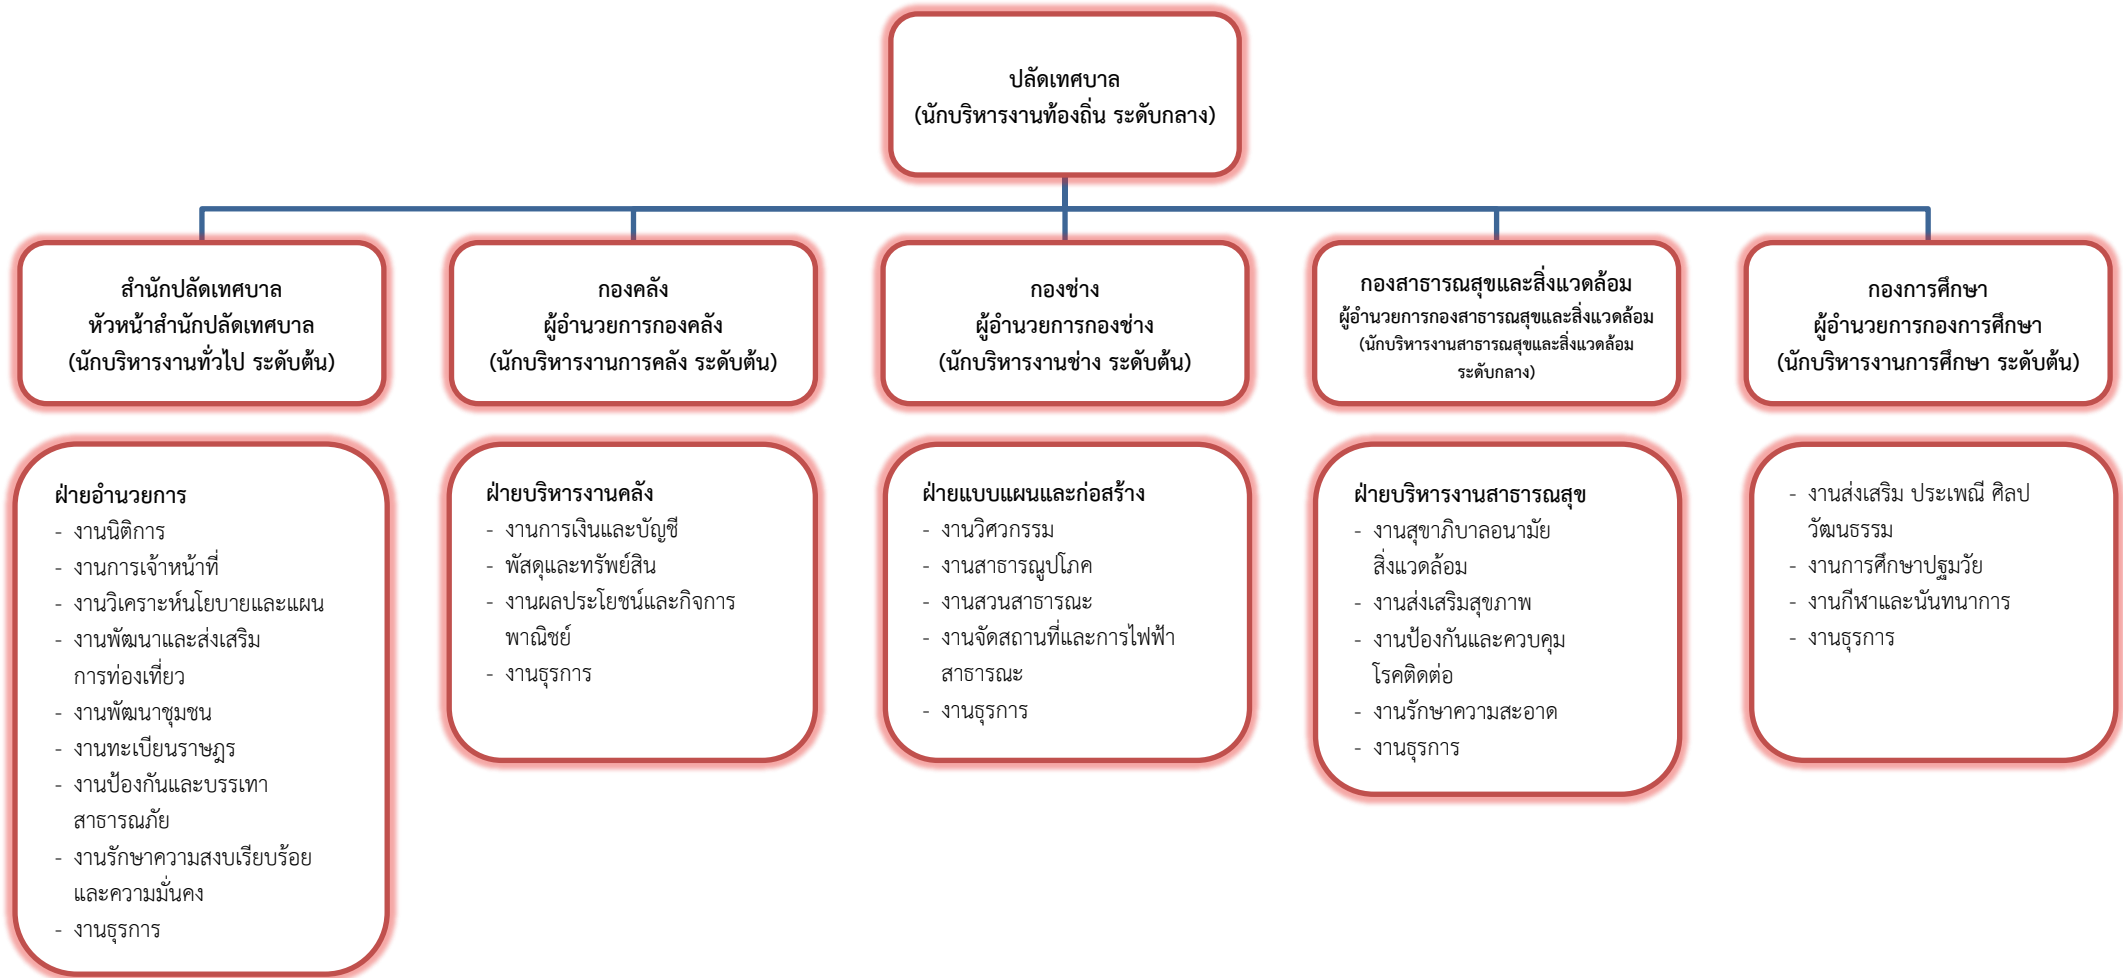 ปลัดเทศบาล
(นักบริหารงานท้องถิ่น ระดับกลาง)
สำนักปลัดเทศบาล
หัวหน้าสำนักปลัดเทศบาล
(นักบริหารงานทั่วไป ระดับต้น)
กองคลัง
ผู้อำนวยการกองคลัง
(นักบริหารงานการคลัง ระดับต้น)
กองช่าง
ผู้อำนวยการกองช่าง
(นักบริหารงานช่าง ระดับต้น)
กองสาธารณสุขและสิ่งแวดล้อม
ผู้อำนวยการกองสาธารณสุขและสิ่งแวดล้อม
(นักบริหารงานสาธารณสุขและสิ่งแวดล้อม
ระดับกลาง)
กองการศึกษา
ผู้อำนวยการกองการศึกษา
(นักบริหารงานการศึกษา ระดับต้น)
ฝ่ายอำนวยการ
- งานนิติการ
- งานการเจ้าหน้าที่
- งานวิเคราะห์นโยบายและแผน
- งานพัฒนาและส่งเสริม
การท่องเที่ยว
- งานพัฒนาชุมชน
- งานทะเบียนราษฎร
- งานป้องกันและบรรเทา
สาธารณภัย
- งานรักษาความสงบเรียบร้อย
และความมั่นคง
- งานธุรการ
ฝ่ายบริหารงานคลัง
- งานการเงินและบัญชี
- พัสดุและทรัพย์สิน
- งานผลประโยชน์และกิจการ
พาณิชย์
- งานธุรการ
ฝ่ายแบบแผนและก่อสร้าง
- งานวิศวกรรม
- งานสาธารณูปโภค
- งานสวนสาธารณะ
- งานจัดสถานที่และการไฟฟ้า
สาธารณะ
- งานธุรการ
ฝ่ายบริหารงานสาธารณสุข
- งานสุขาภิบาลอนามัย
สิ่งแวดล้อม
- งานส่งเสริมสุขภาพ
- งานป้องกันและควบคุม
โรคติดต่อ
- งานรักษาความสะอาด
- งานธุรการ
- งานส่งเสริม ประเพณี ศิลป
วัฒนธรรม
- งานการศึกษาปฐมวัย
- งานกีฬาและนันทนาการ
- งานธุรการ